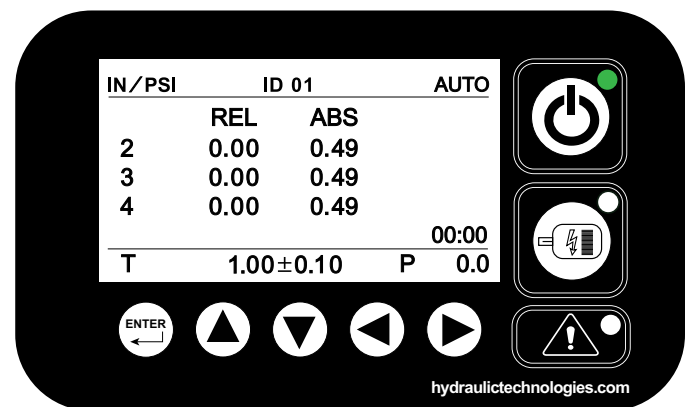 IN/PSI ID 01 AUTO
REL ABS
2 0.00 0.49
3 0.00 0.49
4 0.00 0.49
00:00
T 1.00±0.10 P 0.0
ENTER
hydraulictechnologies.com